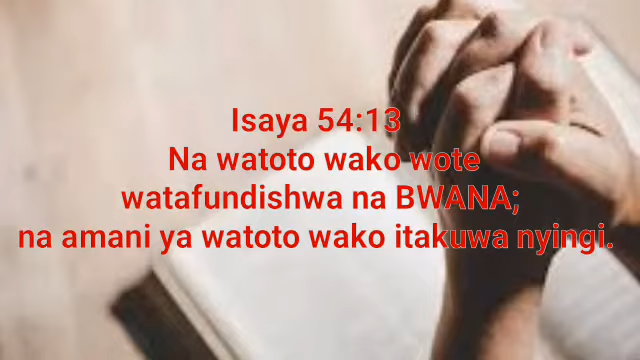 Isaya 54:13
Na watoto wako wote
watafundishwa na BWANA;
na amani ya watoto wako itakuwa nyingi.